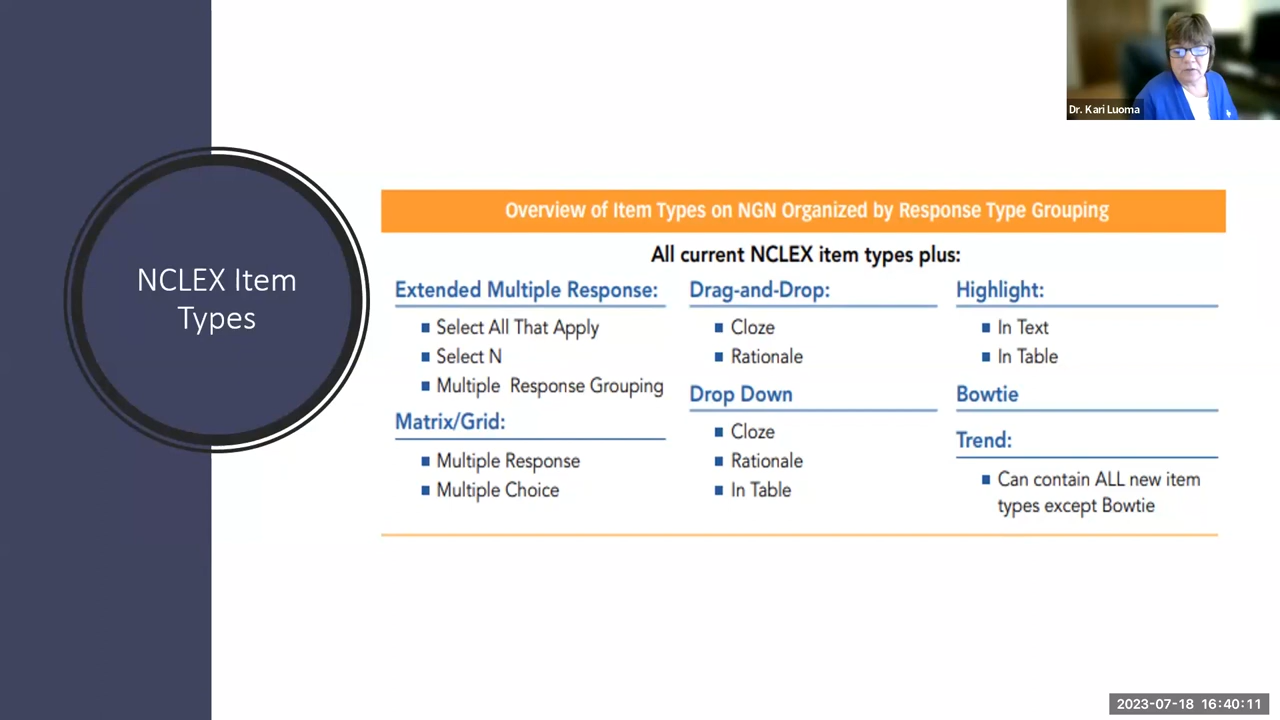 Dr. Kari Luoma
NCLEX Item
Types
Overview of Item Types on NGN Organized by Response Type Grouping
All current NCLEX item types plus:
Extended Multiple Response:
Select All That Apply
Select N
Multiple Response Grouping
Matrix/Grid:
Multiple Response
Multiple Choice
Drag-and-Drop:
Cloze
Rationale
Drop Down
Cloze
Rationale
In Table
Highlight:
In Text
In Table
Bowtie
Trend:
Can contain ALL new item
types except Bowtie
2023-07-18 16:40:11